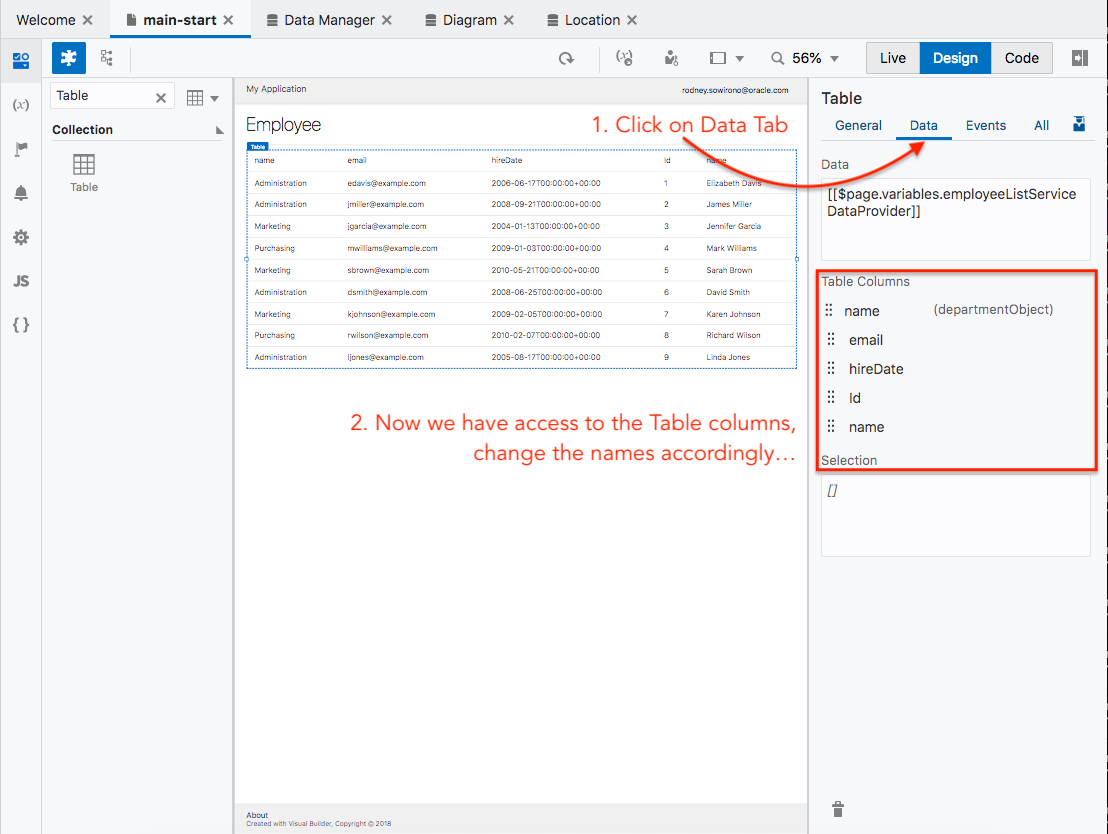 Welcome
main-start
Data Manager
Diagram
Location
56%
Live
Design
Code
Table
Collection
Table
(x)
JS
{ }
My Application
rodney.sowirono@oracle.com
Employee
1. Click on Data Tab
Table
name email hireDate Id name
Administration edavis@example.com 2006-06-17T00:00:00+00:00 1 Elizabeth Davis
Administration jmiller@example.com 2008-09-21T00:00:00+00:00 2 James Miller
Marketing jgarcia@example.com 2004-01-13T00:00:00+00:00 3 Jennifer Garcia
Purchasing mwilliams@example.com 2009-01-03T00:00:00+00:00 4 Mark Williams
Marketing sbrown@example.com 2010-05-21T00:00:00+00:00 5 Sarah Brown
Administration dsmith@example.com 2008-06-25T00:00:00+00:00 6 David Smith
Marketing kjohnson@example.com 2009-02-05T00:00:00+00:00 7 Karen Johnson
Purchasing rwilson@example.com 2010-02-07T00:00:00+00:00 8 Richard Wilson
Administration ljones@example.com 2005-08-17T00:00:00+00:00 9 Linda Jones
2. Now we have access to the Table columns,
change the names accordingly...
About
Created with Visual Builder, Copyright © 2018
Table
General Data Events All
Data
[[$page.variables.employeeListService
DataProvider]]
Table Columns
name (departmentObject)
email
hireDate
Id
name
Selection
[]